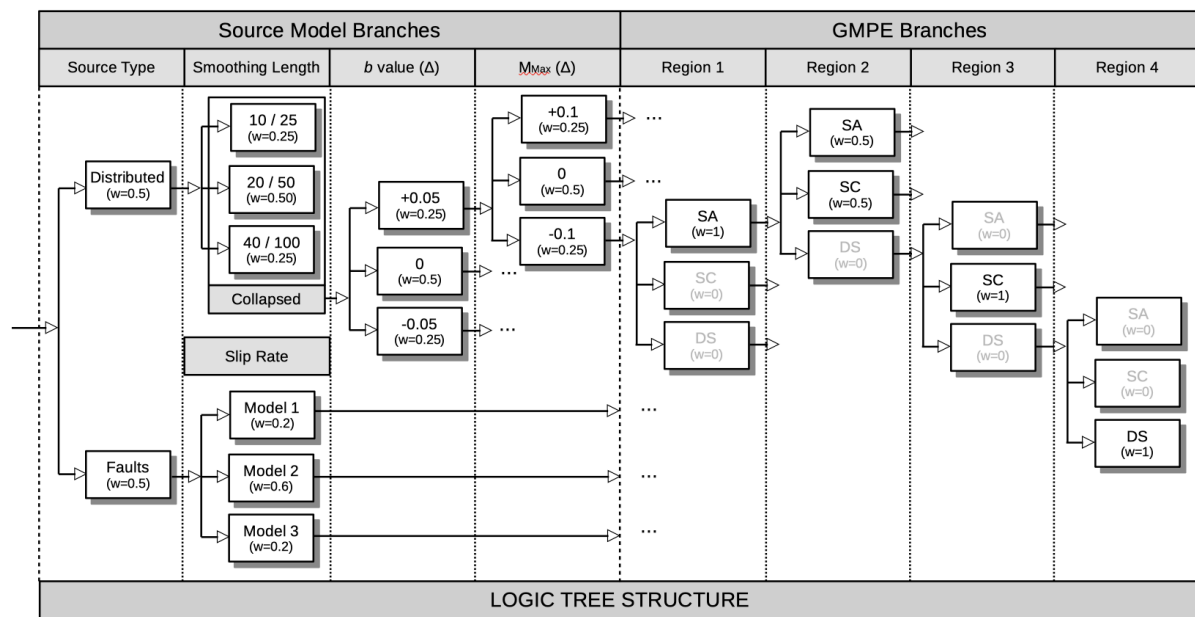 Source Model Branches
GMPE Branches
Source Type
Smoothing Length
b value (Δ)
MMax (Δ)
Region 1
Region 2
Region 3
Region 4
Distributed
(w=0.5)
10 / 25
(w=0.25)
20 / 50
(w=0.50)
40 / 100
(w=0.25)
Collapsed
+0.05
(w=0.25)
0
(w=0.5)
-0.05
(w=0.25)
...
...
+0.1
(w=0.25)
0
(w=0.5)
-0.1
(w=0.25)
...
...
SA
(w=1)
SC
(w=0)
DS
(w=0)
SA
(w=0.5)
SC
(w=0.5)
DS
(w=0)
SA
(w=0)
SC
(w=1)
DS
(w=0)
SA
(w=0)
SC
(w=0)
DS
(w=1)
Slip Rate
Faults
(w=0.5)
Model 1
(w=0.2)
...
Model 2
(w=0.6)
...
Model 3
(w=0.2)
...
LOGIC TREE STRUCTURE